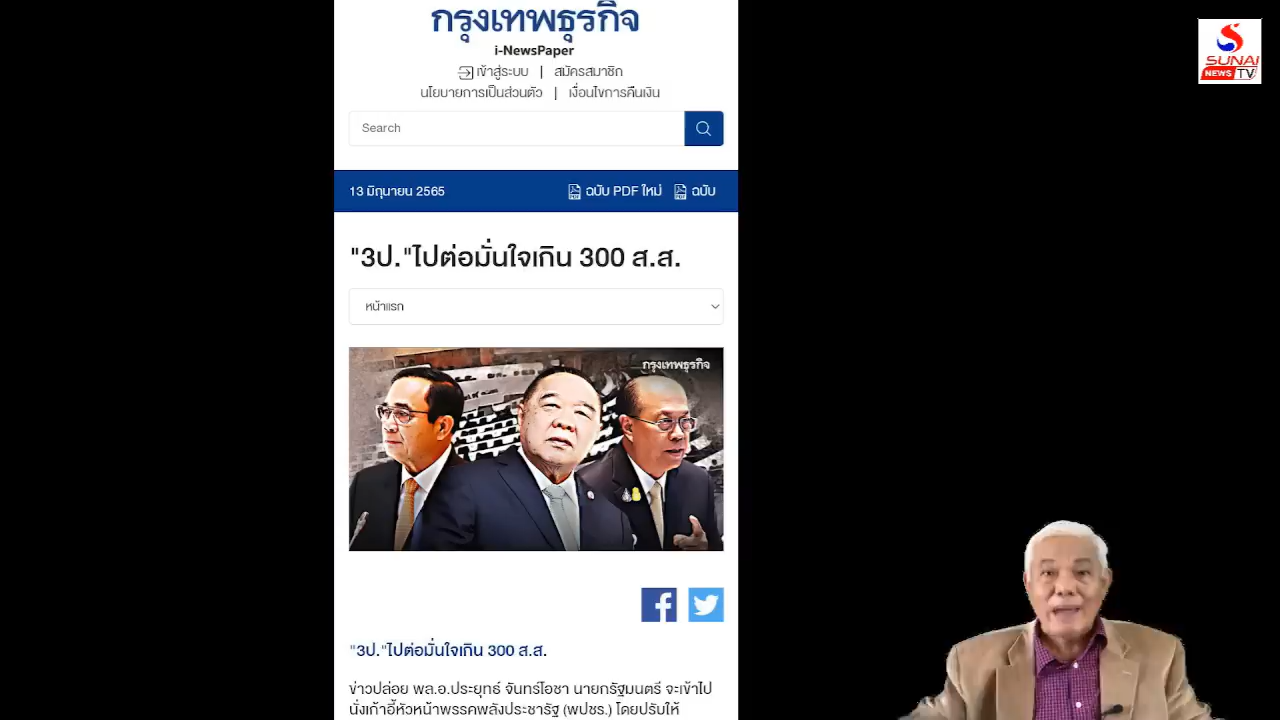 กรุงเทพธุรกิจ
i-NewsPaper
เข้าสู่ระบบ | สมัครสมาชิก
นโยบายการเป็นส่วนตัว | เงื่อนไขการคืนเงิน
Search
13 มิถุนายน 2565 ฉบับ PDF ใหม่ ฉบับ
"3ป."ไปต่อมั่นใจเกิน 300 ส.ส.
หน้าแรก
กรุงเทพธุรกิจ
"3ป."ไปต่อมั่นใจเกิน 300 ส.ส.
ข่าวปล่อย พล.อ.ประยุทธ์ จันทร์โอชา นายกรัฐมนตรี จะเข้าไป
นั่งเก้าอี้หัวหน้าพรรคพลังประชารัฐ (พปชร.) โดยปรับให้
SUNAI
NEWS TV